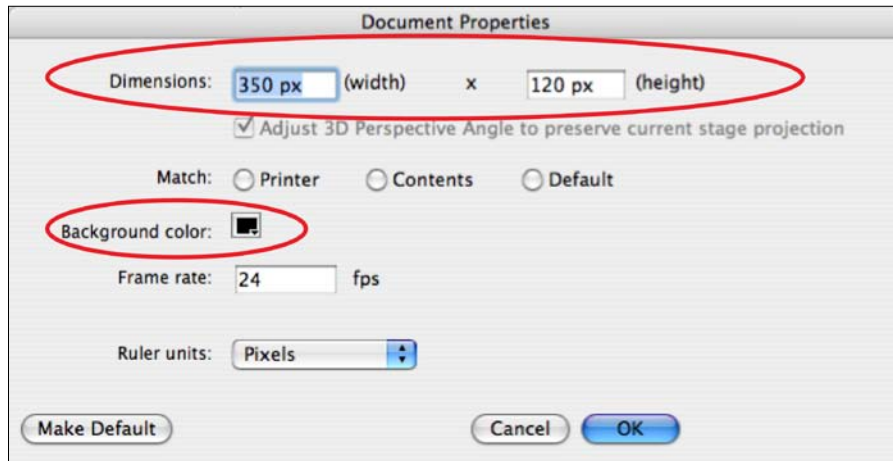 Document Properties
Dimensions: 350 px (width) x 120 px (height)
Adjust 3D Perspective Angle to preserve current stage projection
Match: Printer Contents Default
Background color:
Frame rate: 24 fps
Ruler units: Pixels
Make Default Cancel OK